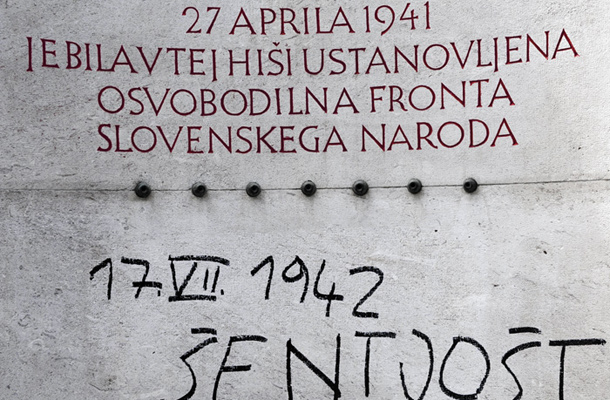 27 APRILA 1941
JE BILA V TEJ HIŠI USTANOVLJENA
OSVOBODILNA FRONTA
SLOVENSKEGA NARODA
17. VII. 1942
ŠENTJOŠT